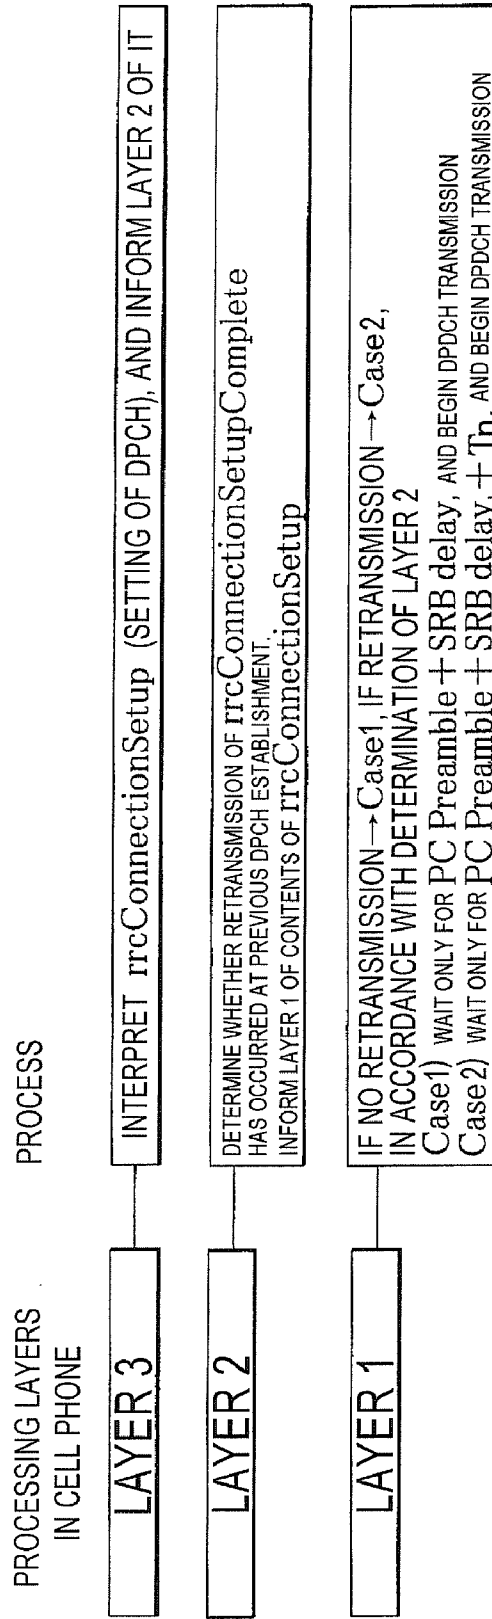 PROCESSING LAYERS
IN CELL PHONE
PROCESS
LAYER 3
INTERPRET rrcConnectionSetup (SETTING OF DPCH), AND INFORM LAYER 2 OF IT
LAYER 2
DETERMINE WHETHER RETRANSMISSION OF rrcConnectionSetupComplete
HAS OCCURRED AT PREVIOUS DPCH ESTABLISHMENT.
INFORM LAYER 1 OF CONTENTS OF rrcConnectionSetup
LAYER 1
IF NO RETRANSMISSION→Case1, IF RETRANSMISSION→Case2,
IN ACCORDANCE WITH DETERMINATION OF LAYER 2
Case1) WAIT ONLY FOR PC Preamble+SRB delay, AND BEGIN DPDCH TRANSMISSION
Case2) WAIT ONLY FOR PC Preamble+SRB delay, +Tn, AND BEGIN DPDCH TRANSMISSION